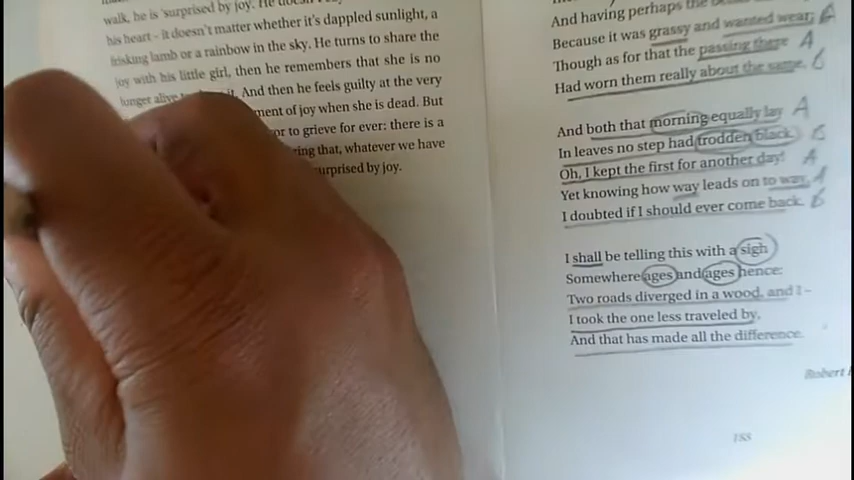 walk, he is 'surprised by joy. He doesn't
his heart - it doesn't matter whether it's dappled sunlight, a
frisking lamb or a rainbow in the sky. He turns to share the
joy with his little girl, then he remembers that she is no
longer alive to it. And then he feels guilty at the very
ment of joy when she is dead. But
or to grieve for ever: there is a
ring that, whatever we have
surprised by joy.
And having perhaps the
Because it was grassy and wanted wear;
Though as for that the passing there A
Had worn them really about the same,
And both that morning equally lay A
In leaves no step had trodden black.
Oh, I kept the first for another day! A
Yet knowing how way leads on to way, A
I doubted if I should ever come back.
I shall be telling this with a sigh
Somewhere ages and ages hence:
Two roads diverged in a wood, and I -
I took the one less traveled by,
And that has made all the difference.
Robert
188